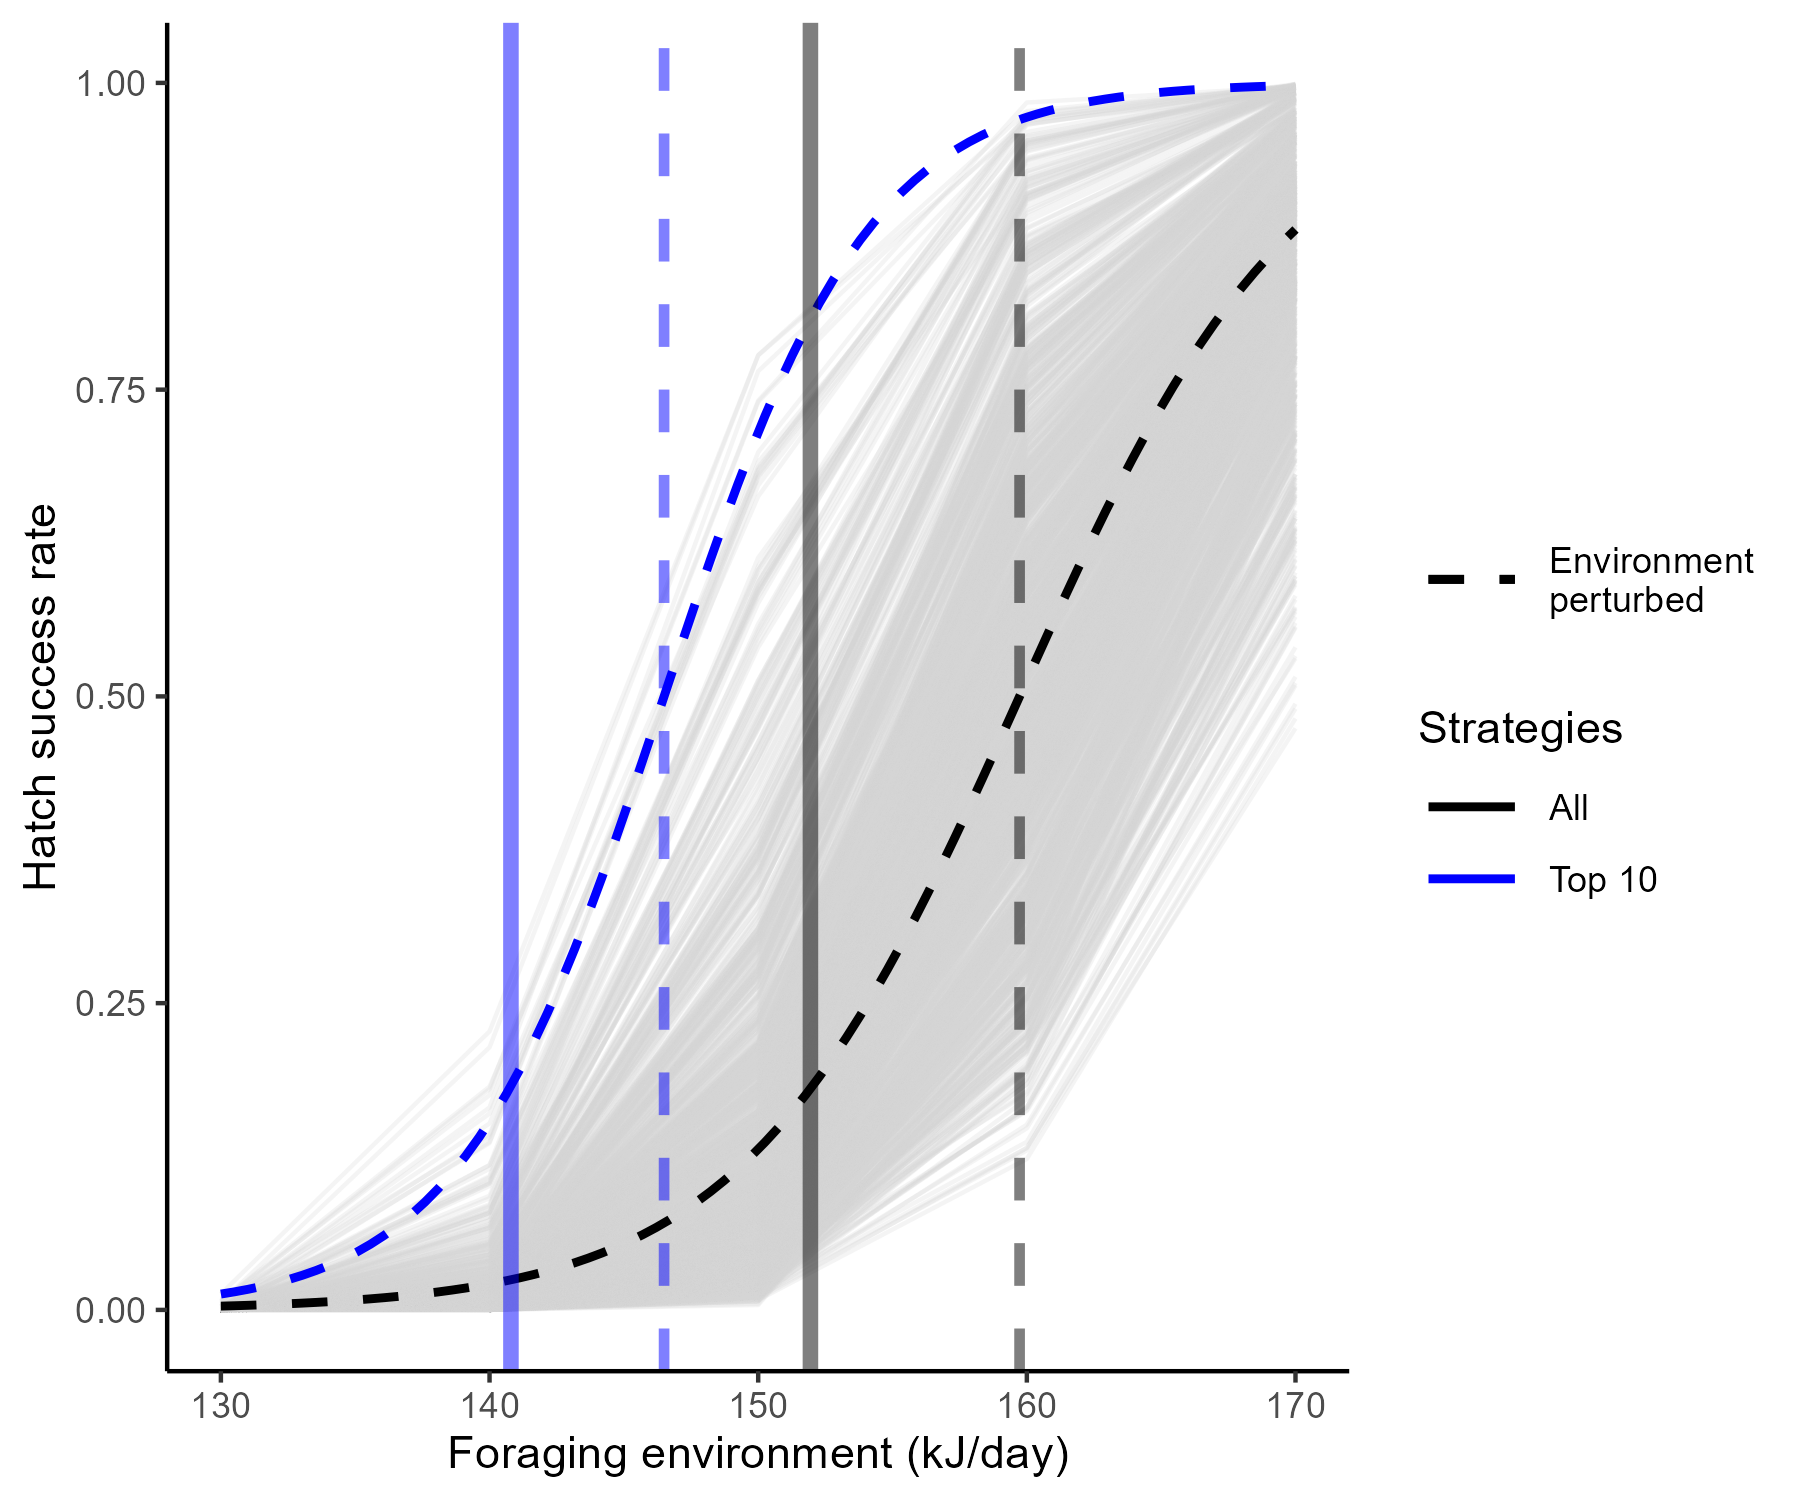 1.00
0.75
0.50
0.25
0.00
Hatch success rate
130 140 150 160 170
Foraging environment (kJ/day)
Environment
perturbed
Strategies
All
Top 10